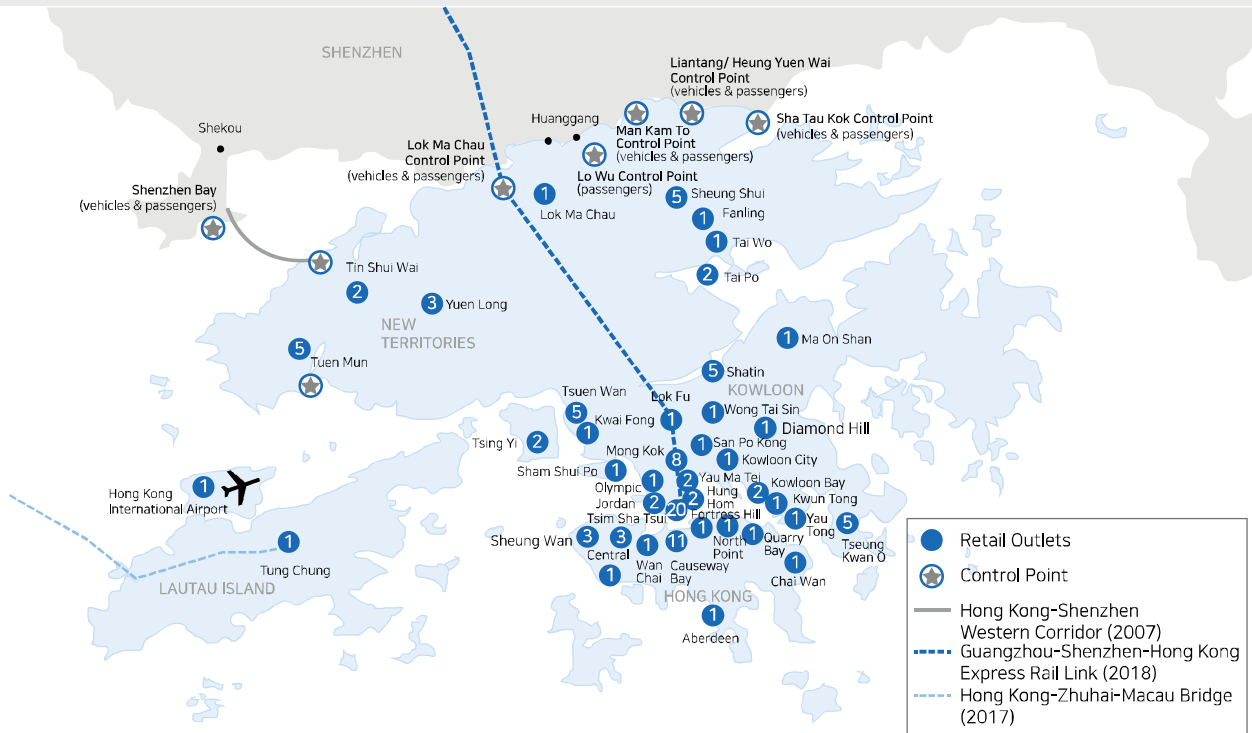 SHENZHEN
Liantang/ Heung Yuen Wai
Control Point
(vehicles & passengers)
Huanggang
Shekou
Man Kam To
Control Point
(vehicles & passengers)
Sha Tau Kok Control Point
(vehicles & passengers)
Lok Ma Chau
Control Point
(vehicles & passengers)
Lo Wu Control Point
(passengers)
Shenzhen Bay
(vehicles & passengers)
1
Lok Ma Chau
5
Sheung Shui
1
Fanling
1
Tai Wo
2
Tai Po
Tin Shui Wai
2
3
Yuen Long
NEW
TERRITORIES
5
Tuen Mun
1
Ma On Shan
5
Shatin
KOWLOON
Tsuen Wan
5
Lok Fu
1
1
Wong Tai Sin
1
Kwai Fong
1
Diamond Hill
Tsing Yi
2
Mong Kok
8
1
San Po Kong
1
Kowloon City
Sham Shui Po
1
Olympic
1
2
Yau Ma Tei
Kowloon Bay
2
Jordan
2
2
Hung
Hom
1
Kwun Tong
20
Tsim Sha Tsui
Fortress Hill
1
Yau
Tong
5
Tseung
Kwan O
Sheung Wan
3
3
Central
1
1
Wan
Chai
11
Causeway
Bay
1
1
North
Point
1
Quarry
Bay
1
Chai Wan
HONG KONG
1
Aberdeen
Hong Kong
International Airport
1
1
Tung Chung
LAUTAU ISLAND
Retail Outlets
Control Point
Hong Kong-Shenzhen
Western Corridor (2007)
Guangzhou-Shenzhen-Hong Kong
Express Rail Link (2018)
Hong Kong-Zhuhai-Macau Bridge
(2017)